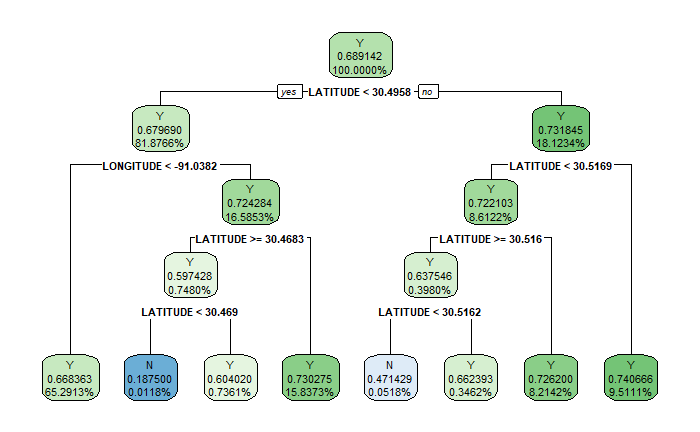 Y
0.689142
100.0000%
yes
LATITUDE < 30.4958
no
Y
0.679690
81.8766%
Y
0.731845
18.1234%
LONGITUDE < -91.0382
LATITUDE < 30.5169
Y
0.724284
16.5853%
Y
0.722103
8.6122%
LATITUDE >= 30.4683
LATITUDE >= 30.516
Y
0.597428
0.7480%
Y
0.637546
0.3980%
LATITUDE < 30.469
LATITUDE < 30.5162
Y
0.668363
65.2913%
N
0.187500
0.0118%
Y
0.604020
0.7361%
Y
0.730275
15.8373%
N
0.471429
0.0518%
Y
0.662393
0.3462%
Y
0.726200
8.2142%
Y
0.740666
9.5111%